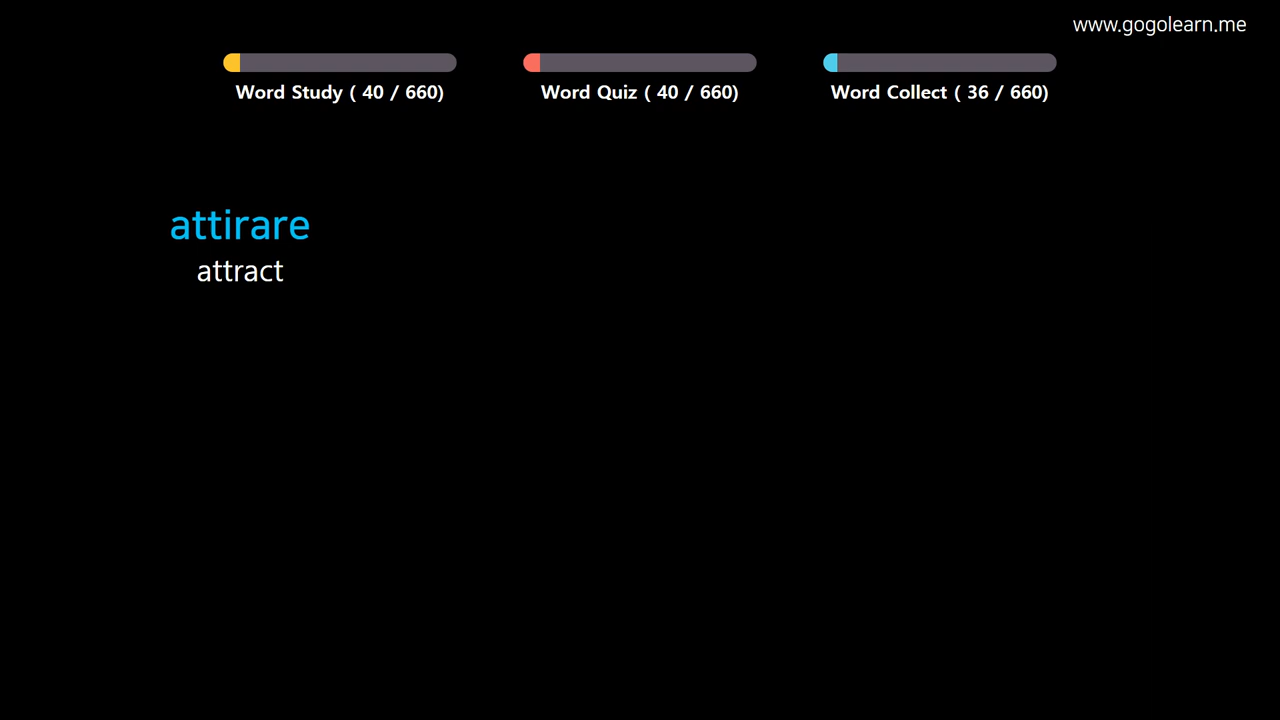 www.gogolearn.me
Word Study ( 40 / 660)
Word Quiz ( 40 / 660)
Word Collect ( 36 / 660)
attirare
attract